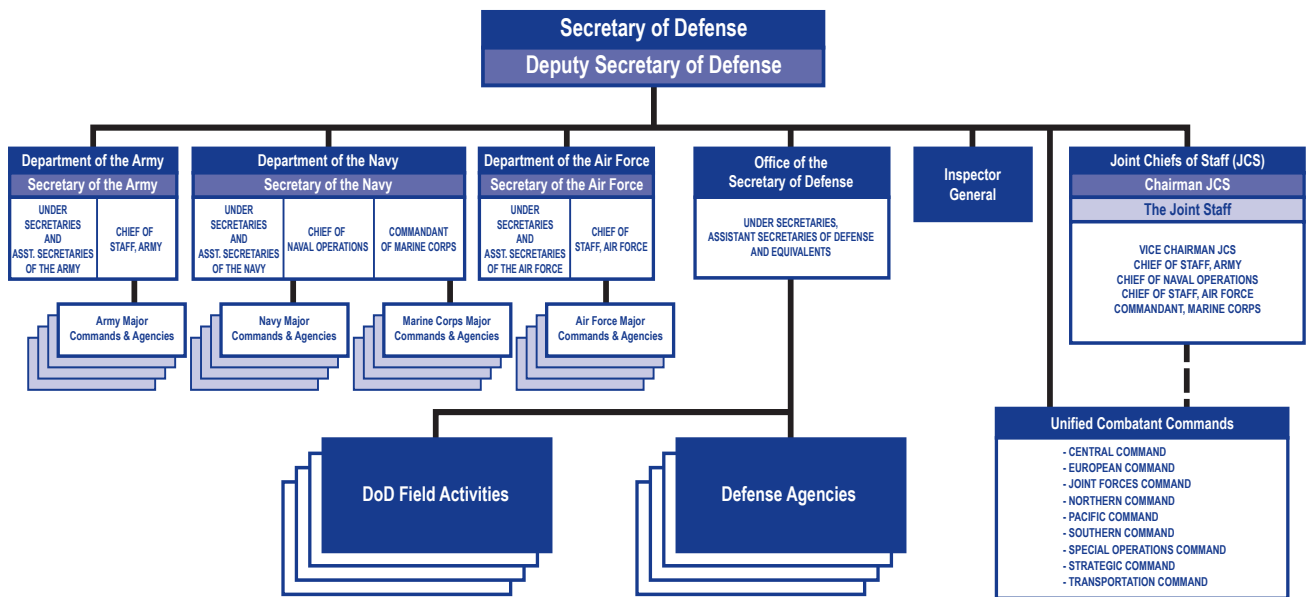 Secretary of Defense
Deputy Secretary of Defense
Department of the Army
Secretary of the Army
UNDER
SECRETARIES
AND
ASST. SECRETARIES
OF THE ARMY
CHIEF OF
STAFF, ARMY
Army Major
Commands & Agencies
Department of the Navy
Secretary of the Navy
UNDER
SECRETARIES
AND
ASST. SECRETARIES
OF THE NAVY
CHIEF OF
NAVAL OPERATIONS
COMMANDANT
OF MARINE CORPS
Navy Major
Commands & Agencies
Marine Corps Major
Commands & Agencies
Department of the Air Force
Secretary of the Air Force
UNDER
SECRETARIES
AND
ASST. SECRETARIES
OF THE AIR FORCE
CHIEF OF
STAFF, AIR FORCE
Air Force Major
Commands & Agencies
Office of the
Secretary of Defense
UNDER SECRETARIES,
ASSISTANT SECRETARIES OF DEFENSE
AND EQUIVALENTS
DoD Field Activities
Defense Agencies
Inspector
General
Joint Chiefs of Staff (JCS)
Chairman JCS
The Joint Staff
VICE CHAIRMAN JCS
CHIEF OF STAFF, ARMY
CHIEF OF NAVAL OPERATIONS
CHIEF OF STAFF, AIR FORCE
COMMANDANT, MARINE CORPS
Unified Combatant Commands
- CENTRAL COMMAND
- EUROPEAN COMMAND
- JOINT FORCES COMMAND
- NORTHERN COMMAND
- PACIFIC COMMAND
- SOUTHERN COMMAND
- SPECIAL OPERATIONS COMMAND
- STRATEGIC COMMAND
- TRANSPORTATION COMMAND